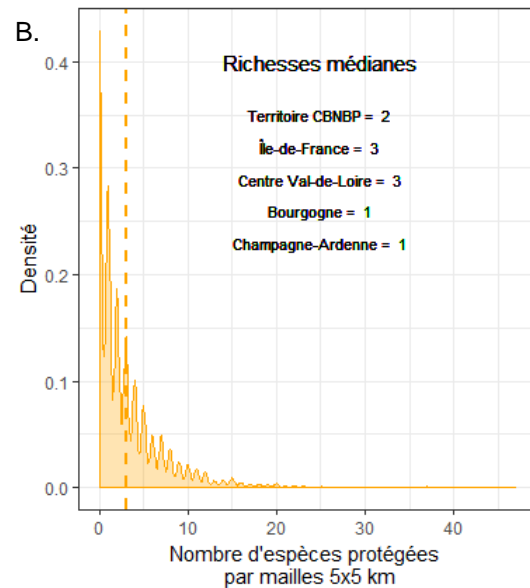 B.
Richesses médianes
Territoire CBNBP = 2
Île-de-France = 3
Centre Val-de-Loire = 3
Bourgogne = 1
Champagne-Ardenne = 1
Densité
0.4
0.3
0.2
0.1
0.0
0 10 20 30 40
Nombre d'espèces protégées
par mailles 5x5 km